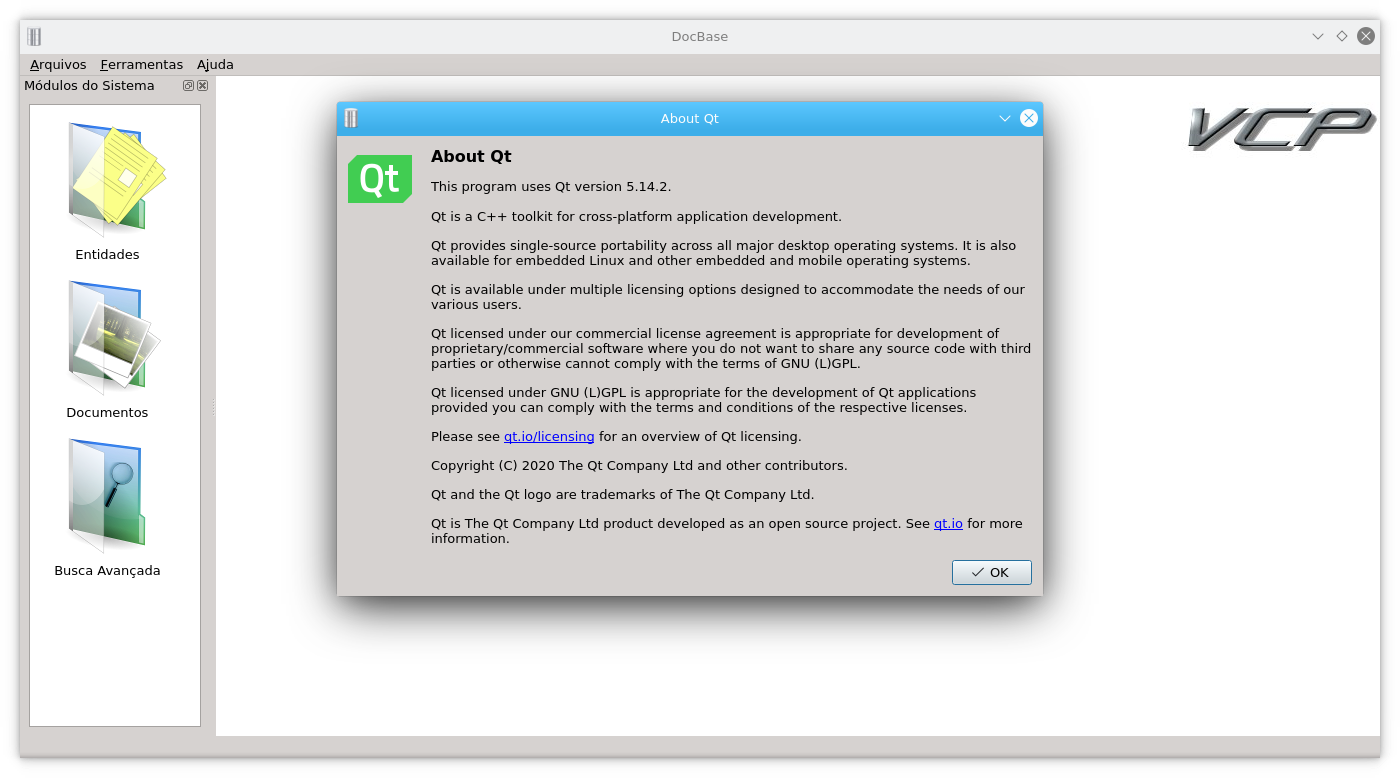 DocBase
Arquivos Ferramentas Ajuda
Módulos do Sistema
Entidades
Documentos
Busca Avançada
VCP
About Qt
Qt
About Qt
This program uses Qt version 5.14.2.
Qt is a C++ toolkit for cross-platform application development.
Qt provides single-source portability across all major desktop operating systems. It is also
available for embedded Linux and other embedded and mobile operating systems.
Qt is available under multiple licensing options designed to accommodate the needs of our
various users.
Qt licensed under our commercial license agreement is appropriate for development of
proprietary/commercial software where you do not want to share any source code with third
parties or otherwise cannot comply with the terms of GNU (L)GPL.
Qt licensed under GNU (L)GPL is appropriate for the development of Qt applications
provided you can comply with the terms and conditions of the respective licenses.
Please see qt.io/licensing for an overview of Qt licensing.
Copyright (C) 2020 The Qt Company Ltd and other contributors.
Qt and the Qt logo are trademarks of The Qt Company Ltd.
Qt is The Qt Company Ltd product developed as an open source project. See qt.io for more
information.
OK